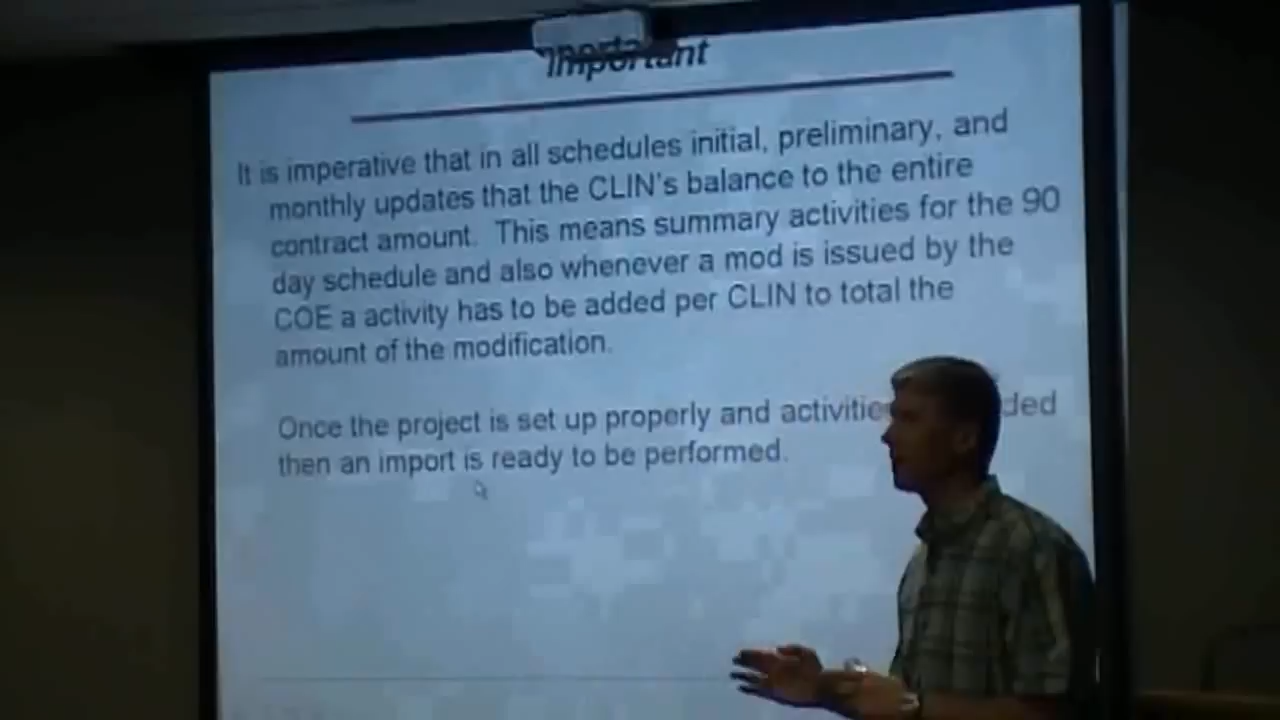 Important
It is imperative that in all schedules initial, preliminary, and
monthly updates that the CLIN's balance to the entire
contract amount. This means summary activities for the 90
day schedule and also whenever a mod is issued by the
COE a activity has to be added per CLIN to total the
amount of the modification.
Once the project is set up properly and
then an import is ready to be performed.